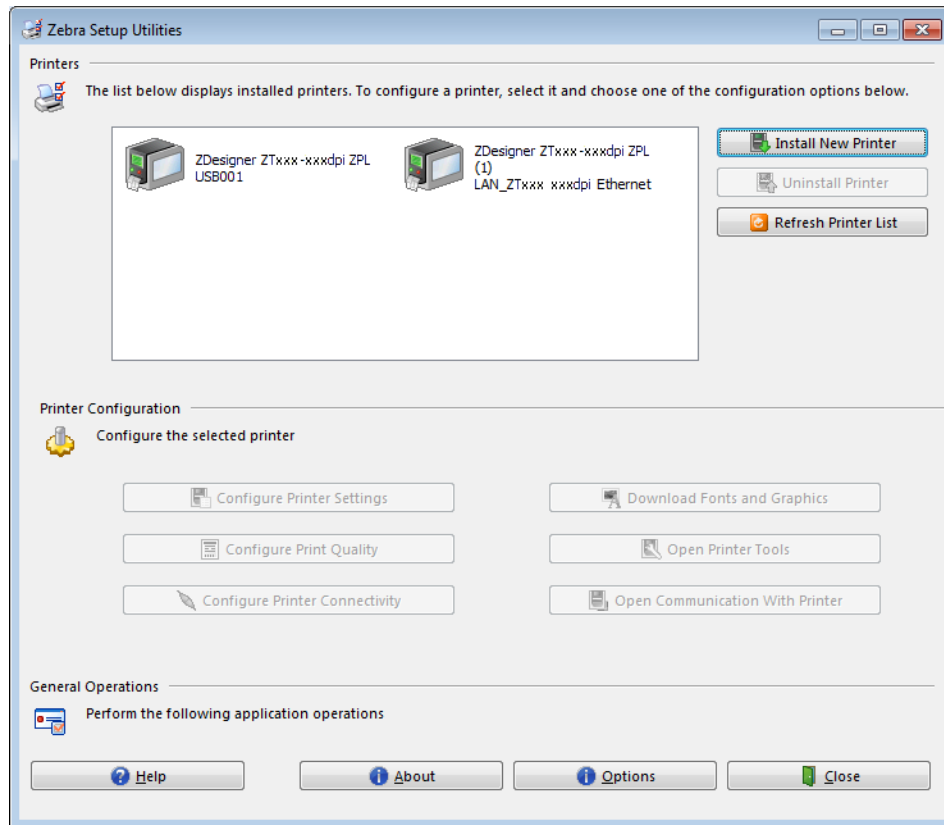 Zebra Setup Utilities
Printers
The list below displays installed printers. To configure a printer, select it and choose one of the configuration options below.
ZDesigner ZTxxx-xxxdpi ZPL
USB001
ZDesigner ZTxxx-xxxdpi ZPL
(1)
LAN_ZTxxx xxxdpi Ethernet
Install New Printer
Uninstall Printer
Refresh Printer List
Printer Configuration
Configure the selected printer
Configure Printer Settings
Download Fonts and Graphics
Configure Print Quality
Open Printer Tools
Configure Printer Connectivity
Open Communication With Printer
General Operations
Perform the following application operations
Help
About
Options
Close